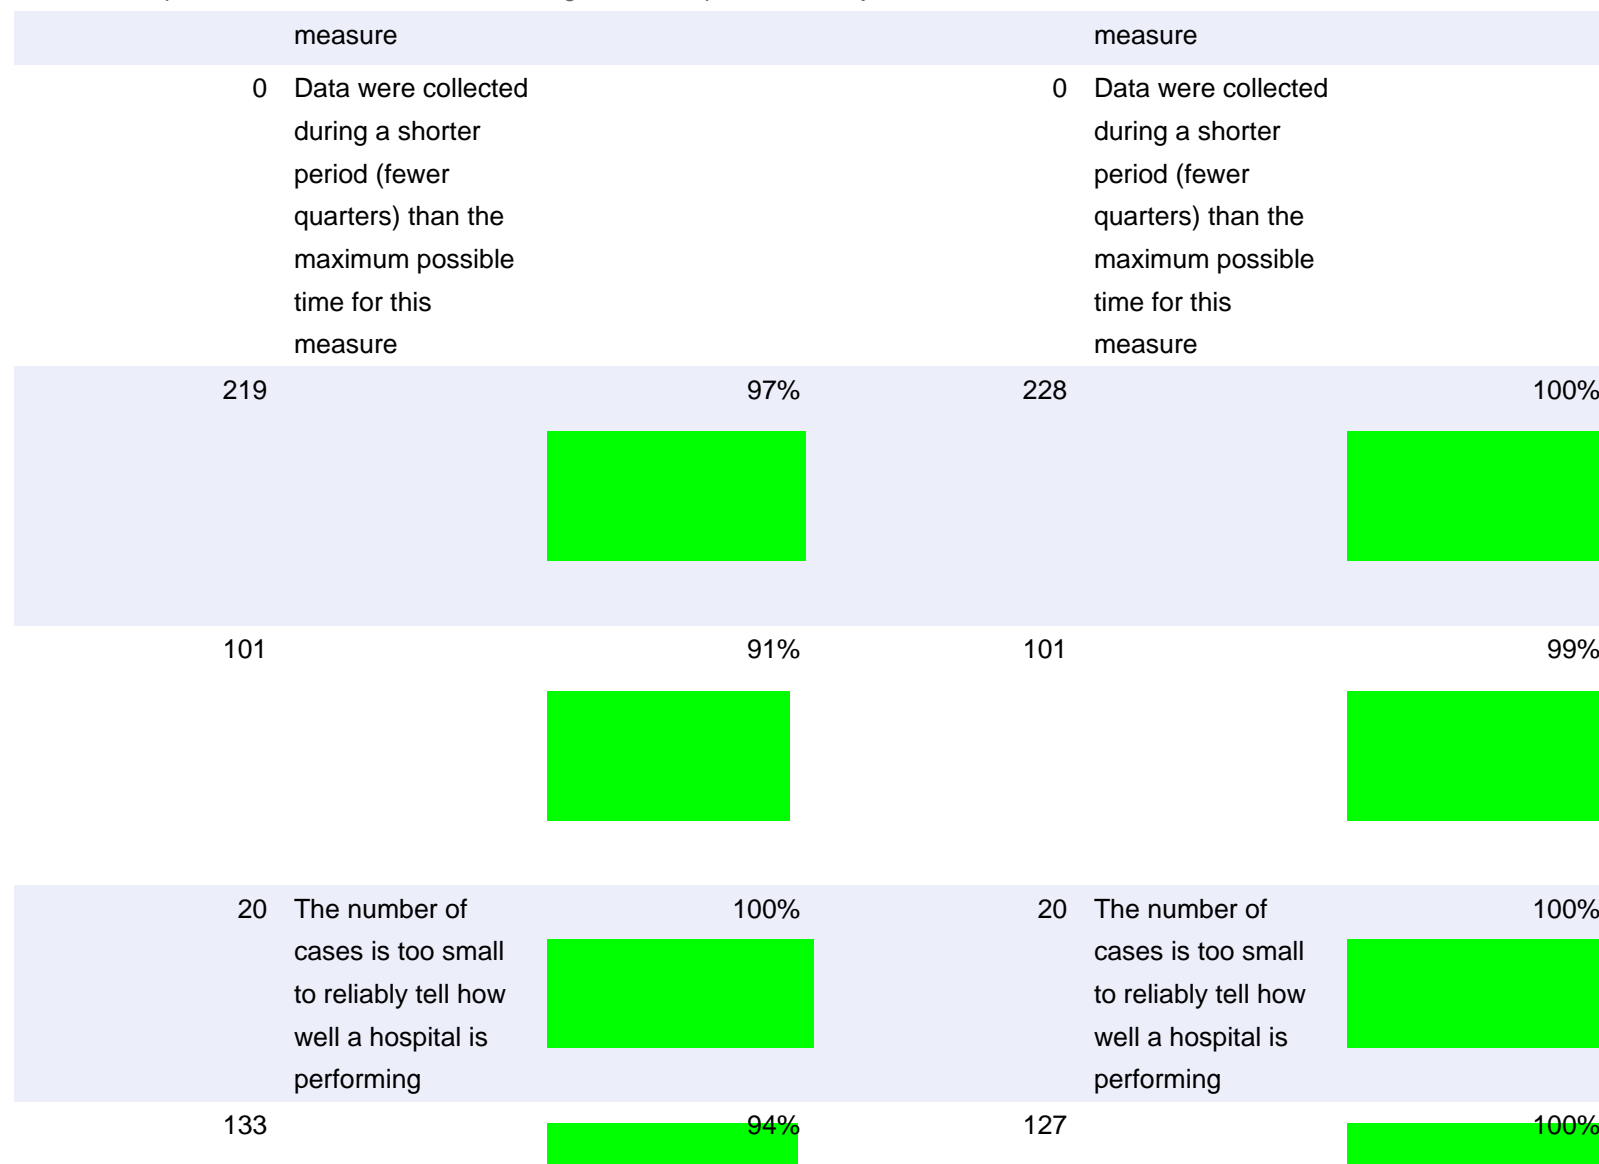 measure measure
0 Data were collected 0 Data were collected
during a shorter during a shorter
period (fewer period (fewer
quarters) than the quarters) than the
maximum possible maximum possible
time for this time for this
measure measure
219 97% 228 100%
101 91% 101 99%
20 The number of 100% 20 The number of 100%
cases is too small cases is too small
to reliably tell how to reliably tell how
well a hospital is well a hospital is
performing performing
133 94% 127 100%